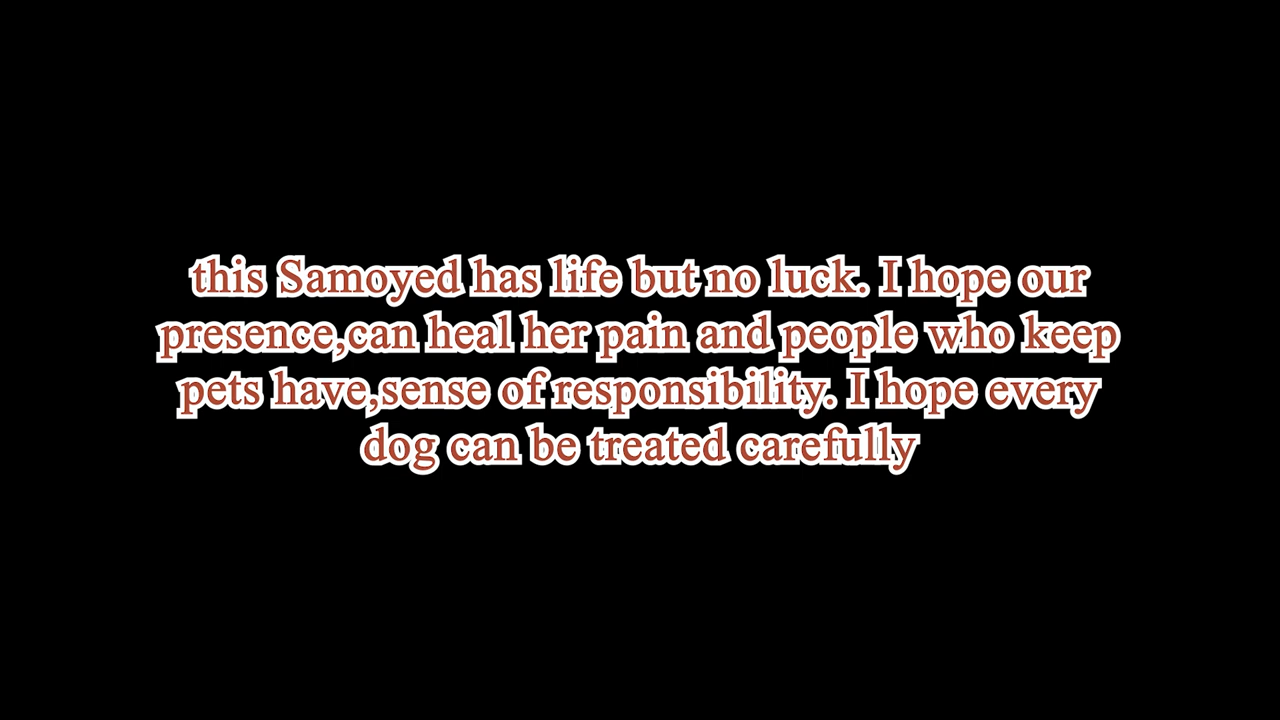 this Samoyed has life but no luck. I hope our
presence,can heal her pain and people who keep
pets have,sense of responsibility. I hope every
dog can be treated carefully